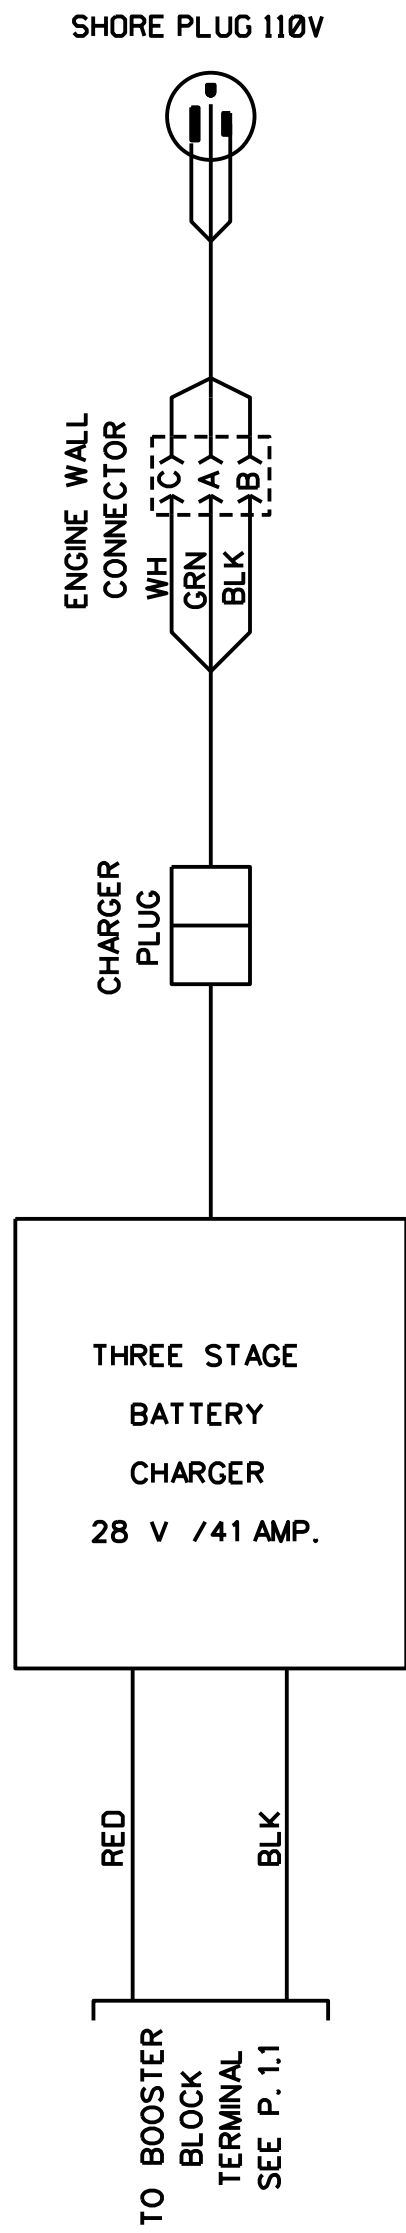 SHORE PLUG 110V
ENGINE WALL
CONNECTOR
C
A
B
WH
GRN
BLK
CHARGER
PLUG
THREE STAGE
BATTERY
CHARGER
28 V /41 AMP.
RED
BLK
TO BOOSTER
BLOCK
TERMINAL
SEE P. 1.1